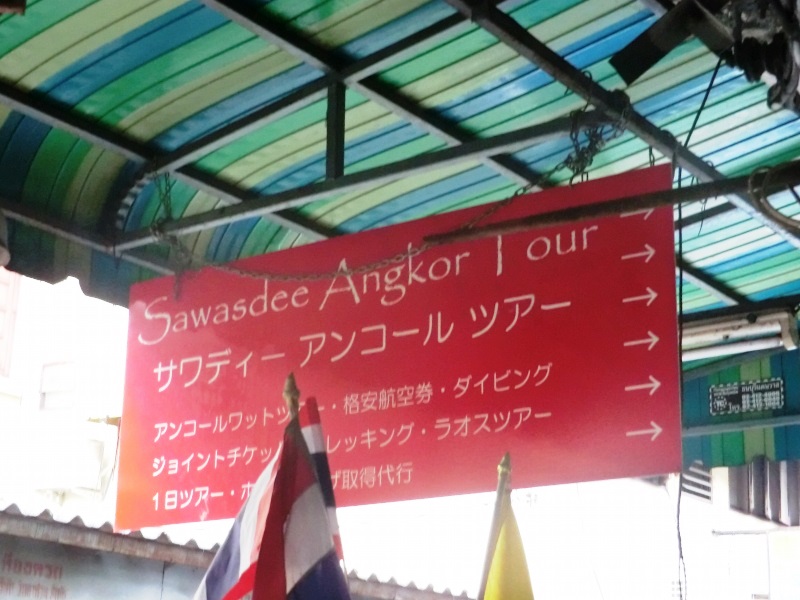 Sawasdee Angkor Tour
サワディー アンコール ツアー
アンコールワットツアー・格安航空券・ダイビング
ジョイントチケッ レッキング・ラオスツアー
1日ツアー・ホ 取得代行